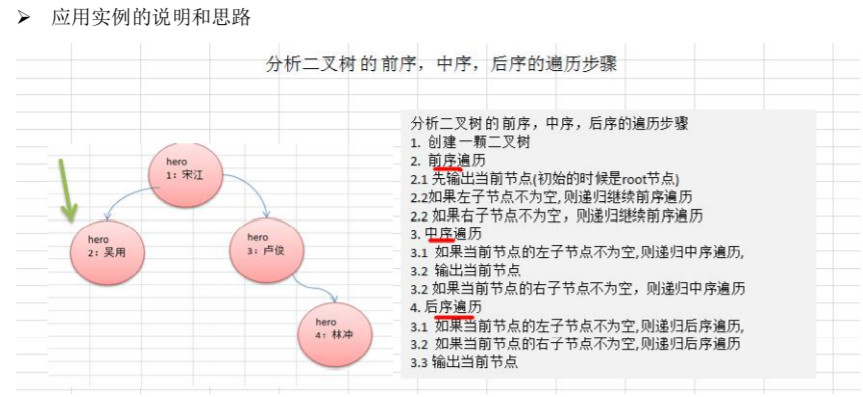 ➢ 应用实例的说明和思路
分析二叉树的前序，中序，后序的遍历步骤
hero
1：宋江
hero
2：吴用
hero
3：卢俊
hero
4：林冲
分析二叉树的前序，中序，后序的遍历步骤
1. 创建一颗二叉树
2. 前序遍历
2.1 先输出当前节点(初始的时候是root节点)
2.2如果左子节点不为空,则递归继续前序遍历
2.2 如果右子节点不为空，则递归继续前序遍历
3. 中序遍历
3.1 如果当前节点的左子节点不为空,则递归中序遍历,
3.2 输出当前节点
3.2 如果当前节点的右子节点不为空，则递归中序遍历
4. 后序遍历
3.1 如果当前节点的左子节点不为空,则递归后序遍历,
3.2 如果当前节点的右子节点不为空,则递归后序遍历
3.3 输出当前节点